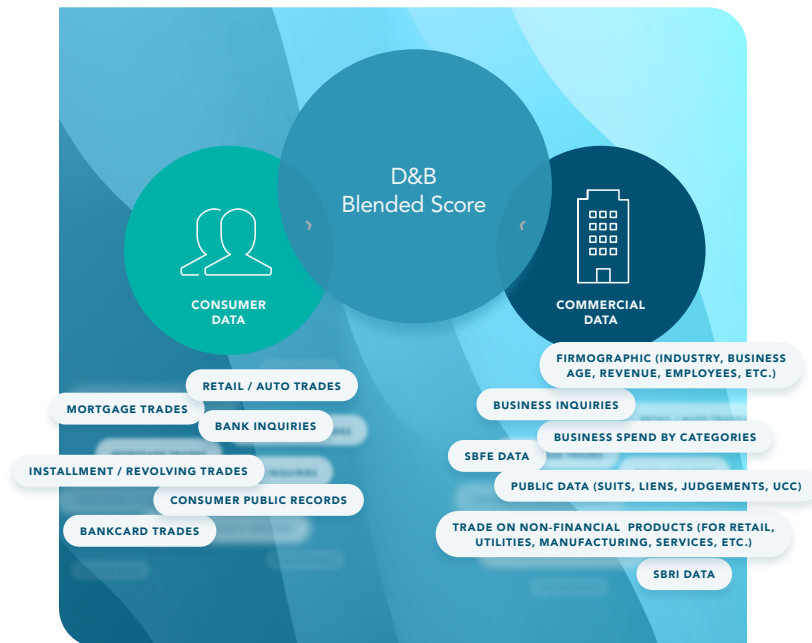 D&B
Blended Score
CONSUMER
DATA
COMMERCIAL
DATA
RETAIL / AUTO TRADES
MORTGAGE TRADES
BANK INQUIRIES
INSTALLMENT / REVOLVING TRADES
CONSUMER PUBLIC RECORDS
BANKCARD TRADES
FIRMOGRAPHIC (INDUSTRY, BUSINESS
AGE, REVENUE, EMPLOYEES, ETC.)
BUSINESS INQUIRIES
BUSINESS SPEND BY CATEGORIES
SBFE DATA
PUBLIC DATA (SUITS, LIENS, JUDGEMENTS, UCC)
TRADE ON NON-FINANCIAL PRODUCTS (FOR RETAIL,
UTILITIES, MANUFACTURING, SERVICES, ETC.)
SBRI DATA